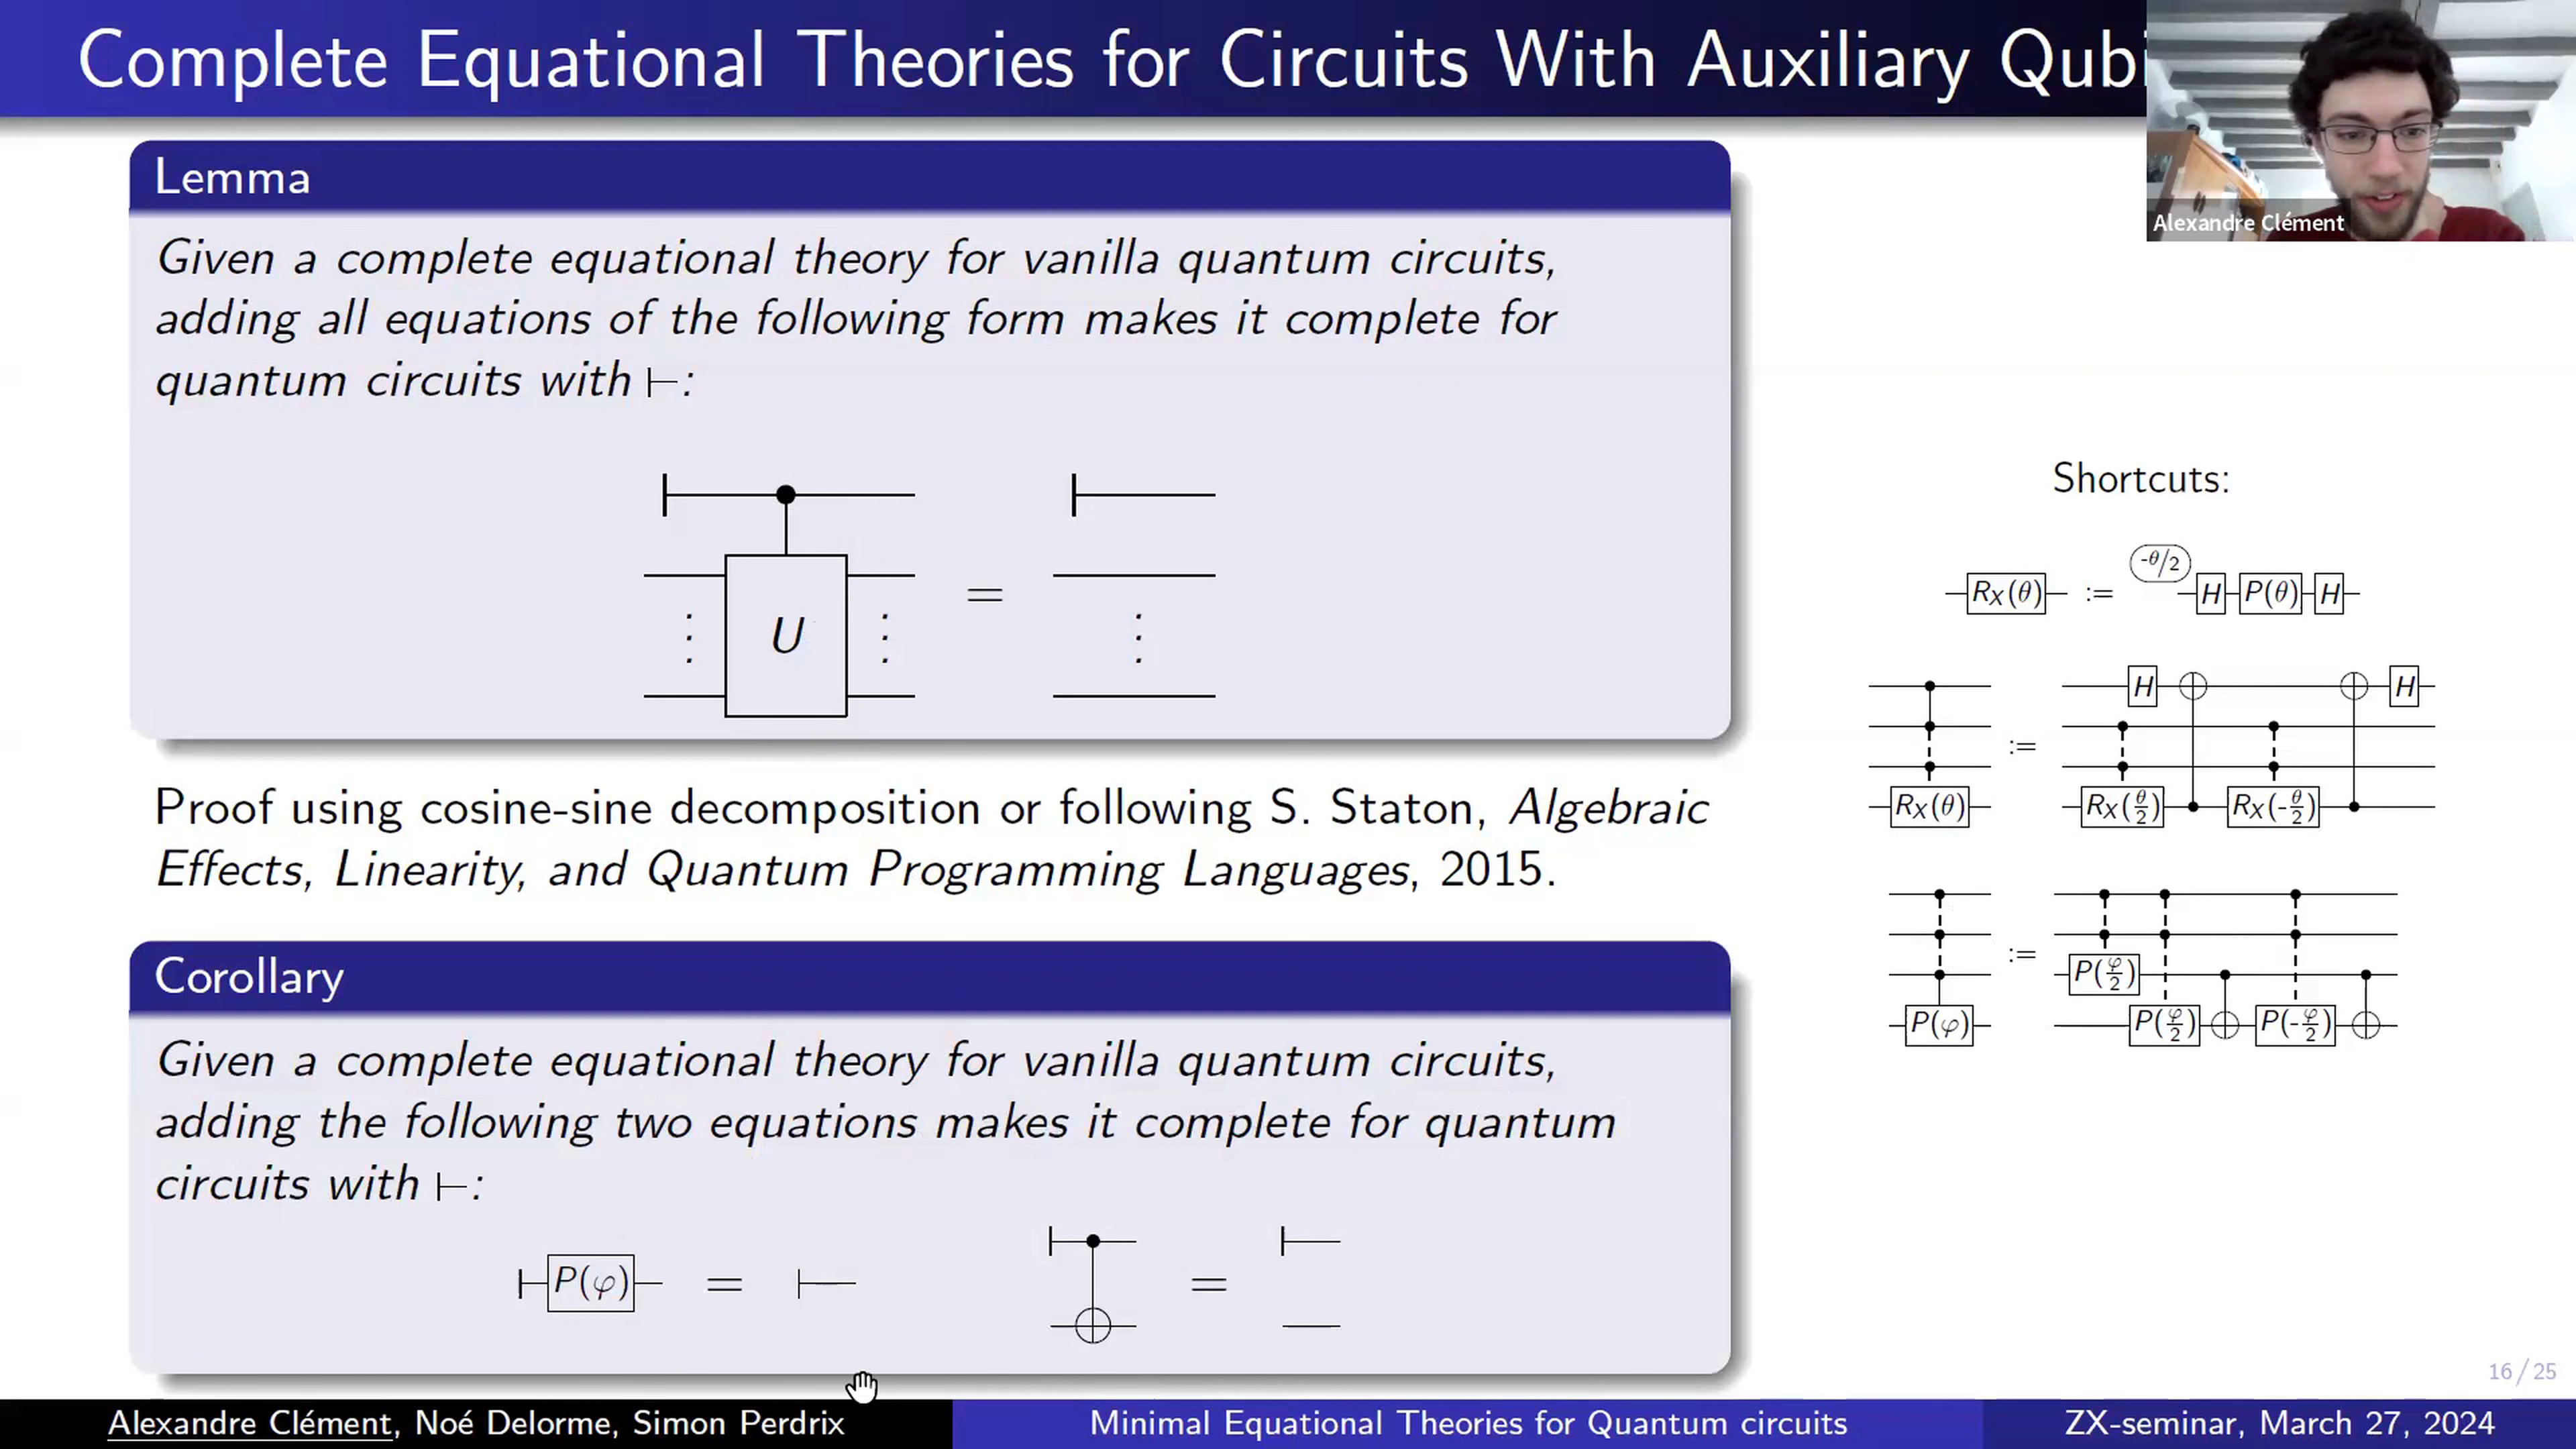 Complete Equational Theories for Circuits With Auxiliary Qubi
Alexandre Clément
Lemma
Given a complete equational theory for vanilla quantum circuits,
adding all equations of the following form makes it complete for
quantum circuits with ⊢:
U
⋮ ⋮ = ⋮
Proof using cosine-sine decomposition or following S. Staton, Algebraic
Effects, Linearity, and Quantum Programming Languages, 2015.
Corollary
Given a complete equational theory for vanilla quantum circuits,
adding the following two equations makes it complete for quantum
circuits with ⊢:
P(φ) = =
Shortcuts:
-θ/2
R_X(θ) := H P(θ) H
H H
:=
R_X(θ) R_X(θ/2) R_X(-θ/2)
:=
P(φ/2)
P(φ) P(φ/2) P(-φ/2)
16/25
Alexandre Clément, Noé Delorme, Simon Perdrix
Minimal Equational Theories for Quantum circuits
ZX-seminar, March 27, 2024